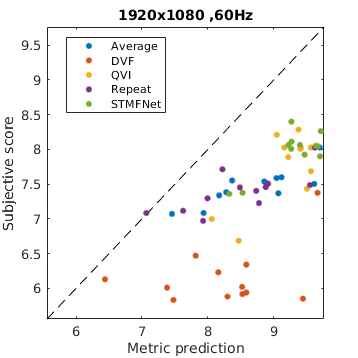 1920x1080 ,60Hz
Average
DVF
QVI
Repeat
STMFNet
Subjective score
9.5
9
8.5
8
7.5
7
6.5
6
6
7
8
9
Metric prediction